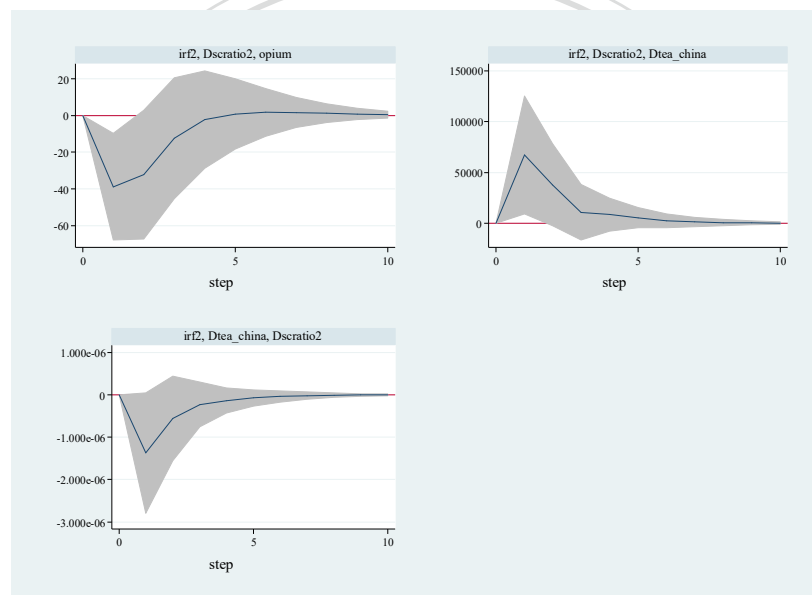 irf2, Dscratio2, opium
20
0
-20
-40
-60
0 5 10
step
irf2, Dscratio2, Dtea_china
150000
100000
50000
0
0 5 10
step
irf2, Dtea_china, Dscratio2
1.000e-06
0
-1.000e-06
-2.000e-06
-3.000e-06
0 5 10
step